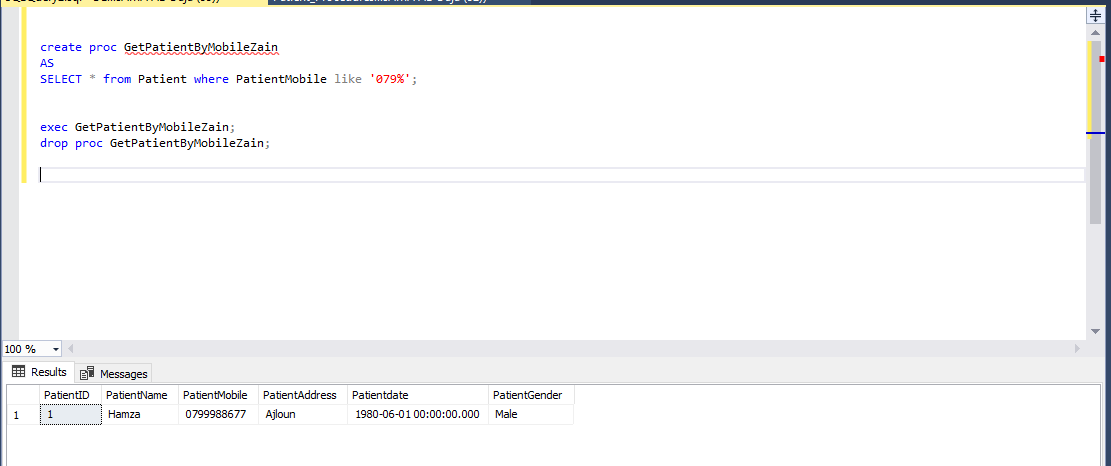 create proc GetPatientByMobileZain
AS
SELECT * from Patient where PatientMobile like '079%';
exec GetPatientByMobileZain;
drop proc GetPatientByMobileZain;
100 %
Results Messages
PatientID PatientName PatientMobile PatientAddress Patientdate PatientGender
1 1 Hamza 0799988677 Ajloun 1980-06-01 00:00:00.000 Male